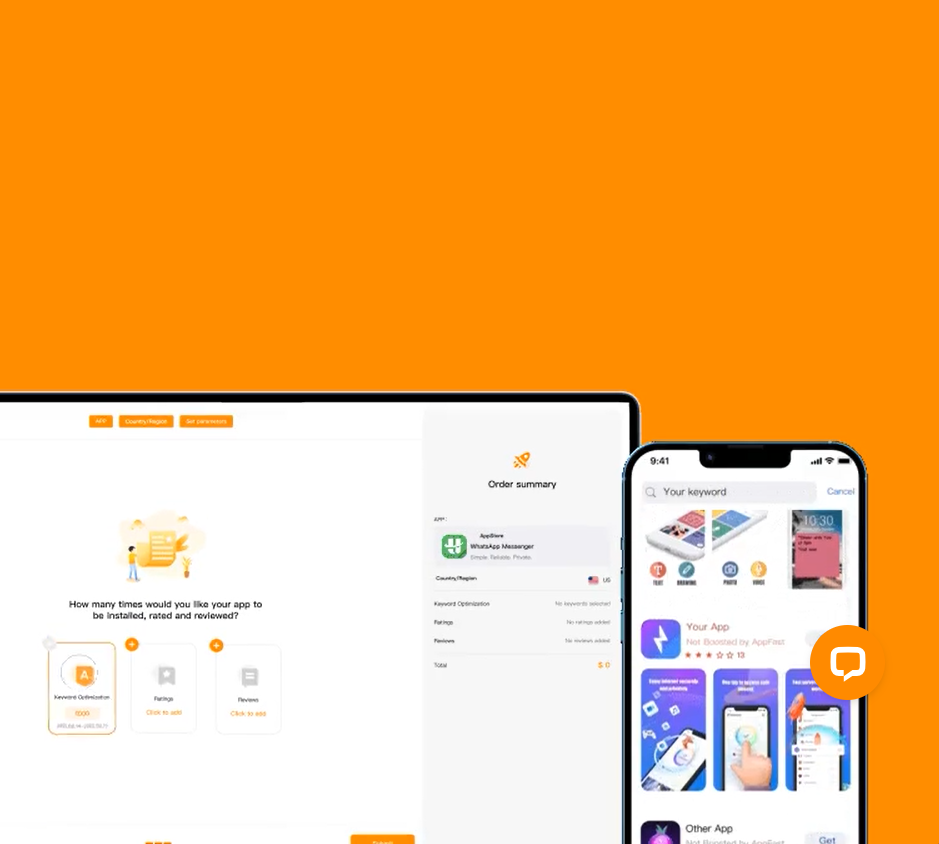 APP
Country/Region
Set parameters
Order summary
APP :
AppStore
WhatsApp Messenger
Simple. Reliable. Private.
Country/Region
US
How many times would you like your app to
be installed, rated and reviewed?
Keyword Optimization
No keywords selected
Ratings
No ratings added
Reviews
No reviews added
Total
$ 0
Keyword Optimization
Ratings
Click to add
Reviews
Click to add
9:41
Your keyword
Cancel
10:30
TEXT
DRAWING
PHOTO
VOICE
Your App
Not Boosted by AppFast
13
Other App
Not Boosted by AppFast
Get